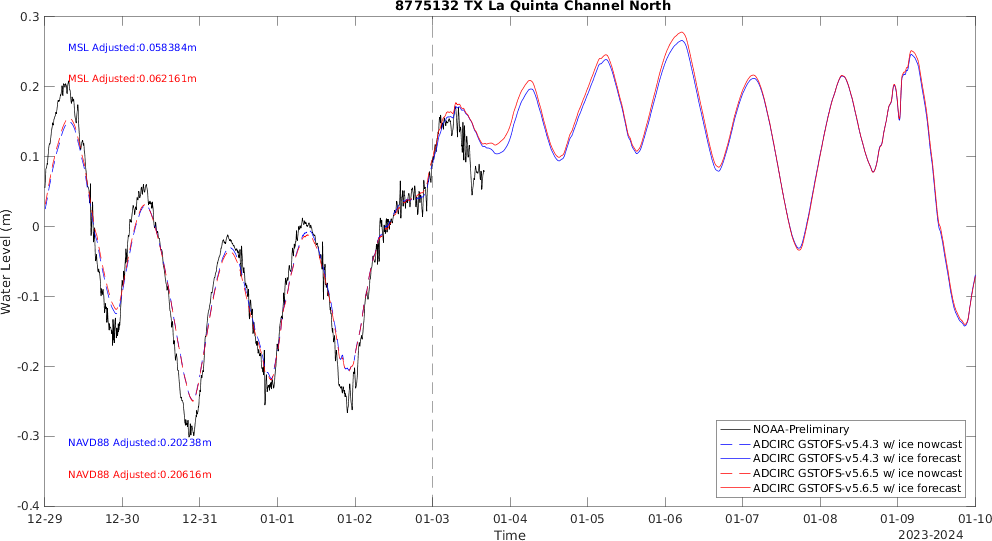 8775132 TX La Quinta Channel North
MSL Adjusted:0.058384m
MSL Adjusted:0.062161m
Water Level (m)
0.3
0.2
0.1
0
-0.1
-0.2
-0.3
-0.4
NAVD88 Adjusted:0.20238m
NAVD88 Adjusted:0.20616m
NOAA-Preliminary
ADCIRC GSTOFS-v5.4.3 w/ ice nowcast
ADCIRC GSTOFS-v5.4.3 w/ ice forecast
ADCIRC GSTOFS-v5.6.5 w/ ice nowcast
ADCIRC GSTOFS-v5.6.5 w/ ice forecast
12-29 12-30 12-31 01-01 01-02 01-03 01-04 01-05 01-06 01-07 01-08 01-09 01-10
Time
2023-2024